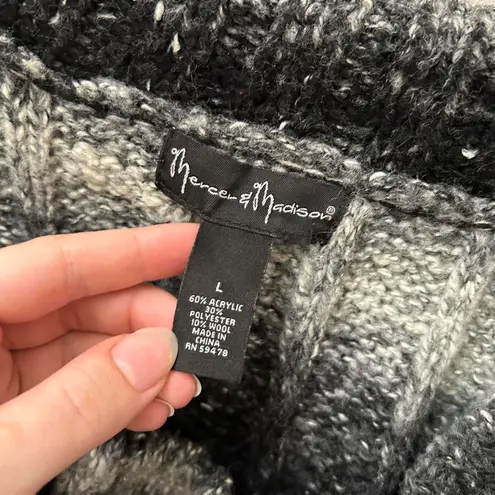 Mercer & Madison®
L
60% ACRYLIC
30%
POLYESTER
10% WOOL
MADE IN
CHINA
RN 59478